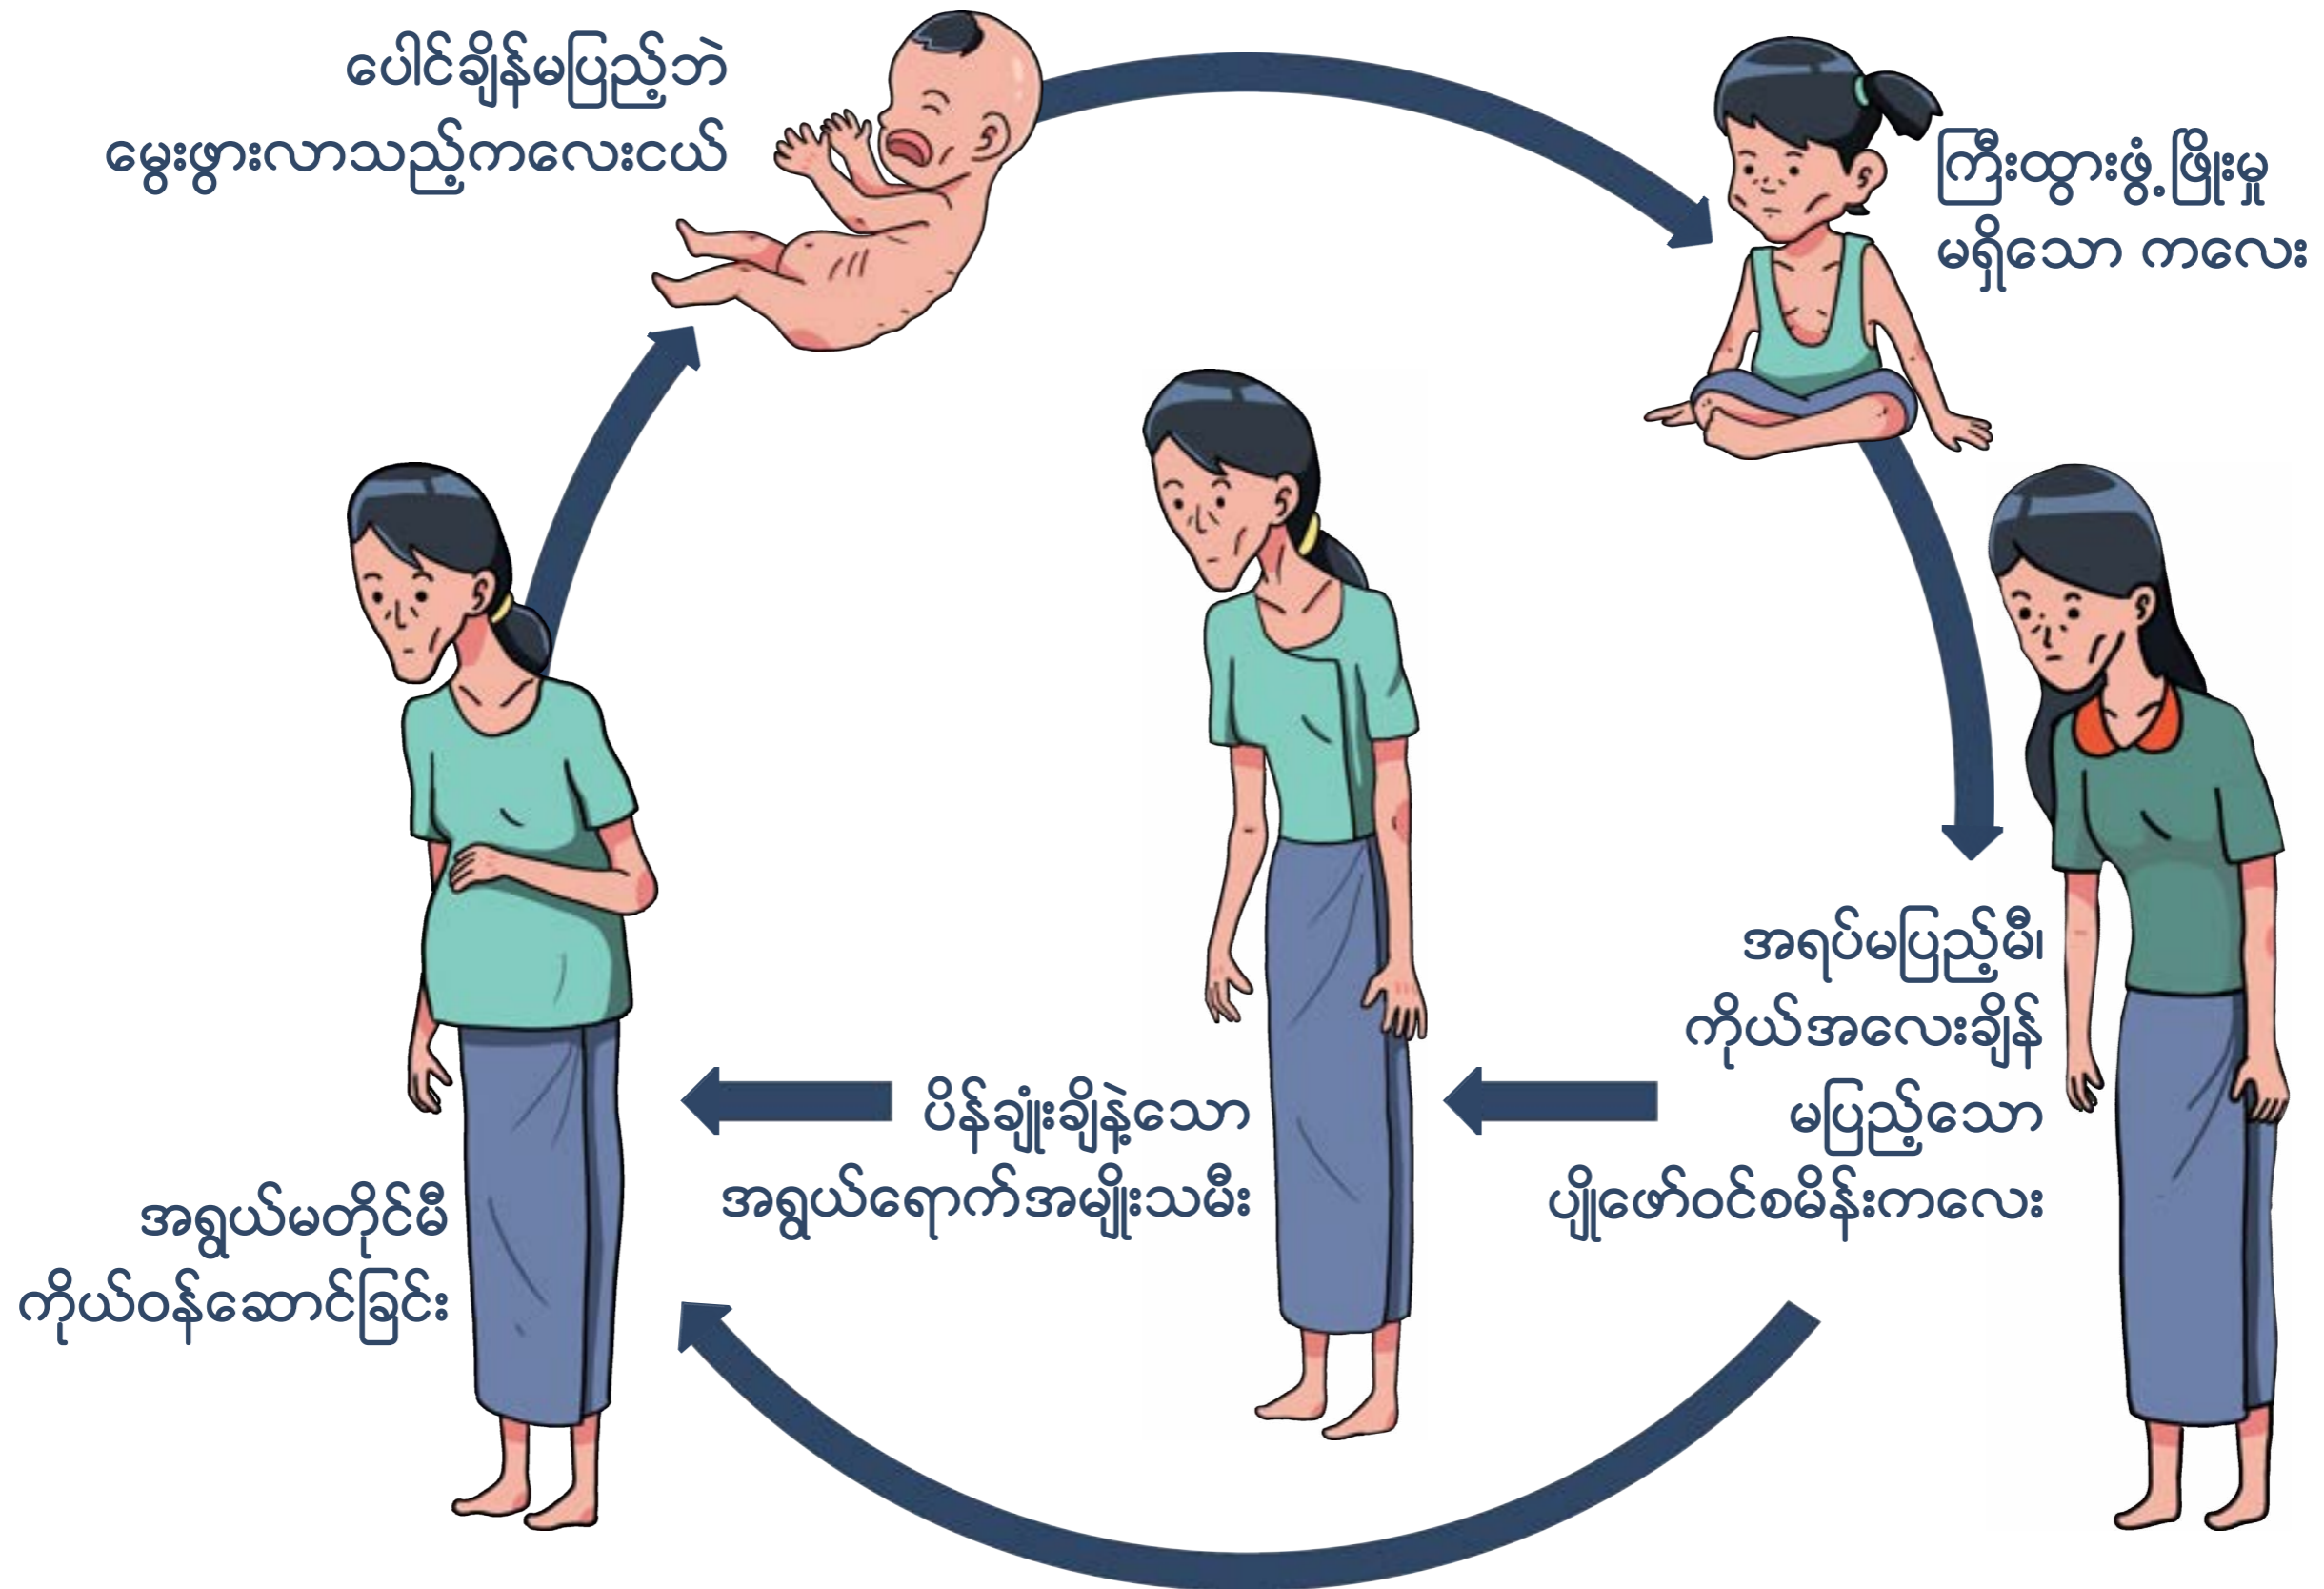 ပေါင်ချိန်မပြည့်ဘဲ
မွေးဖွားလာသည့်ကလေးငယ်
ကြီးထွားဖွံ့ဖြိုးမှု
မရှိသော ကလေး
အရပ်မပြည့်မီ၊
ကိုယ်အလေးချိန်
မပြည့်သော
ပျိုဖော်ဝင်စမိန်းကလေး
ပိန်ချုံးချိနဲ့သော
အရွယ်ရောက်အမျိုးသမီး
အရွယ်မတိုင်မီ
ကိုယ်ဝန်ဆောင်ခြင်း